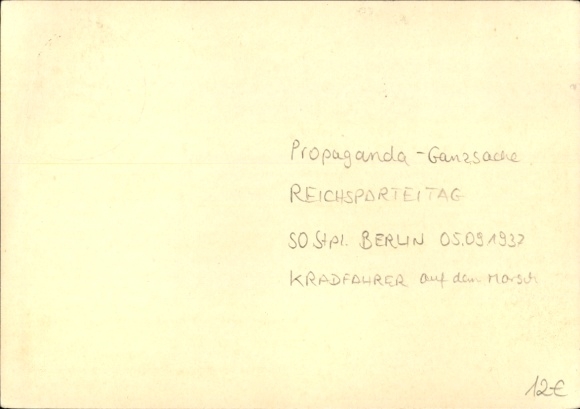 Propaganda - Ganzsache
REICHSPARTEITAG
SO Stpl. BERLIN 05.09.1937
KRADFAHRER auf dem Marsch
12€